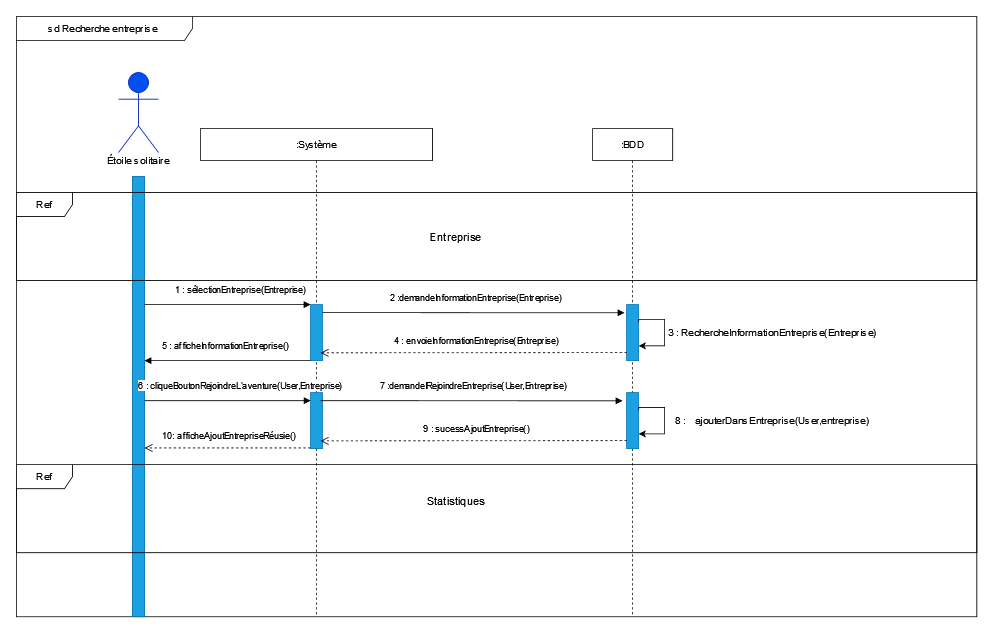 sd Recherche entreprise
Étoile solitaire
:Système
:BDD
Ref
Entreprise
1 : sélectionEntreprise(Entreprise)
2 :demandeInformationEntreprise(Entreprise)
3 : RechercheInformationEntreprise(Entreprise)
4 : envoieInformationEntreprise(Entreprise)
5 : afficheInformationEntreprise()
6 : cliqueBoutonRejoindreL'aventure(User,Entreprise)
7 :demandeRejoindreEntreprise(User,Entreprise)
8 : ajouterDansEntreprise(User,entreprise)
9 : sucessAjoutEntreprise()
10: afficheAjoutEntrepriseRéusie()
Ref
Statistiques